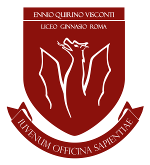 ENNIO QUIRINO VISCONTI
LICEO GINNASIO ROMA
IUVENUM OFFICINA SAPIENTIAE